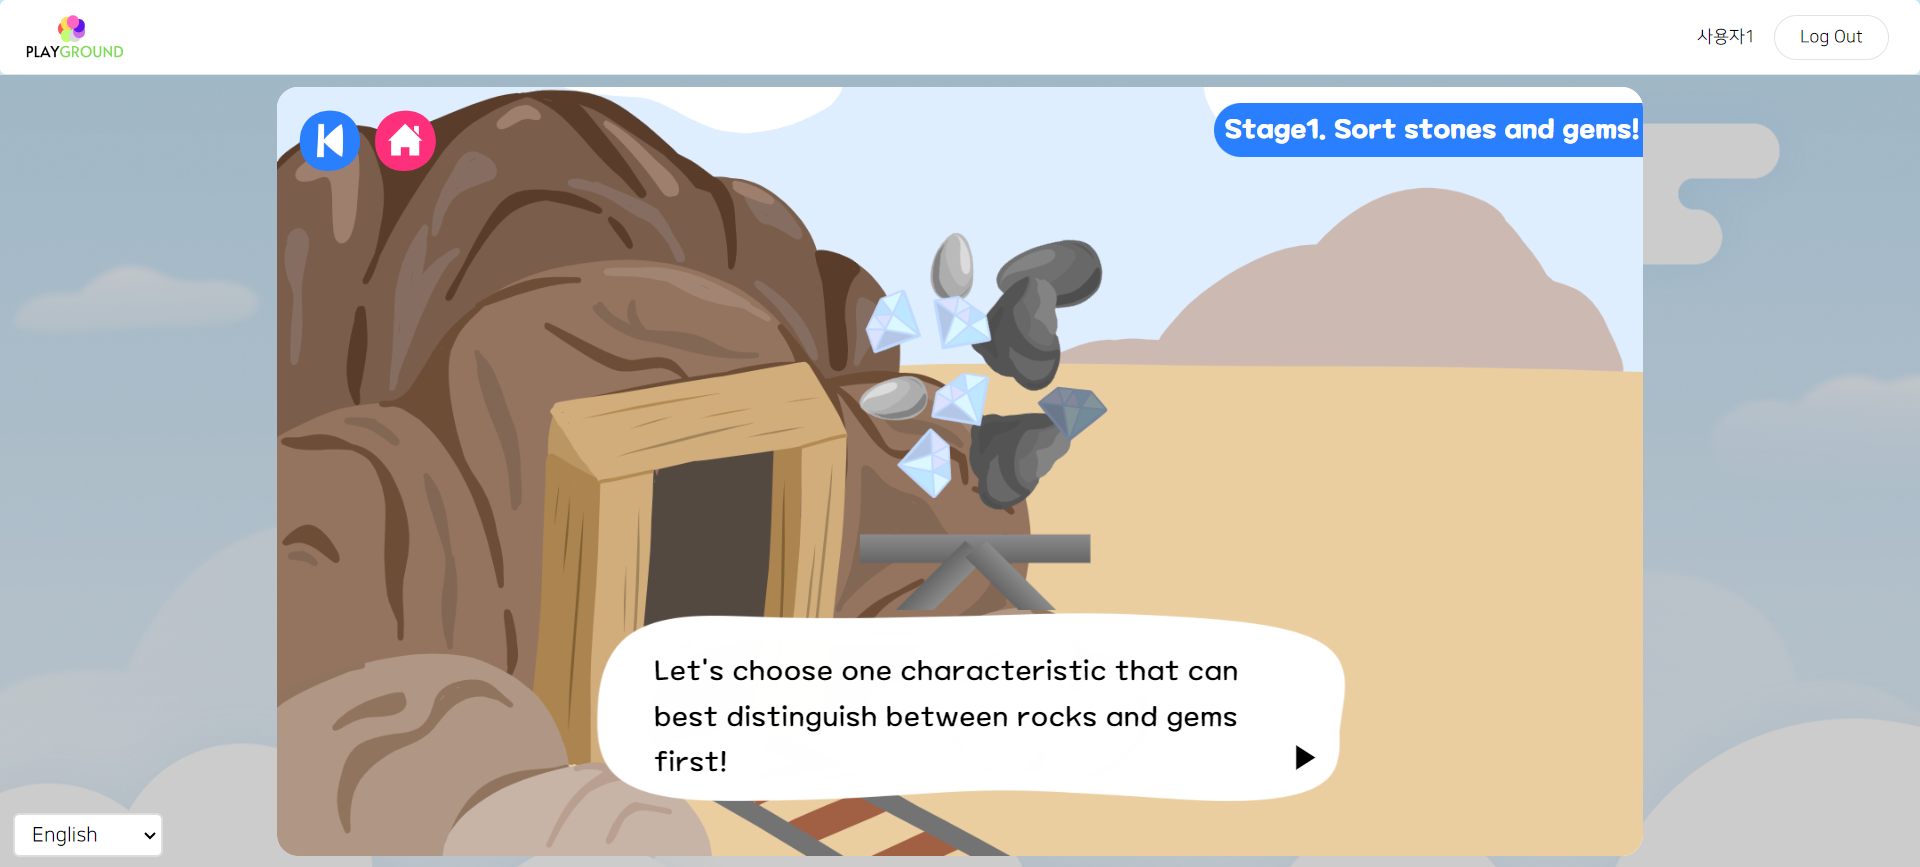 PLAYGROUND
사용자1
Log Out
Stage1. Sort stones and gems!
Let's choose one characteristic that can
best distinguish between rocks and gems
first!
English